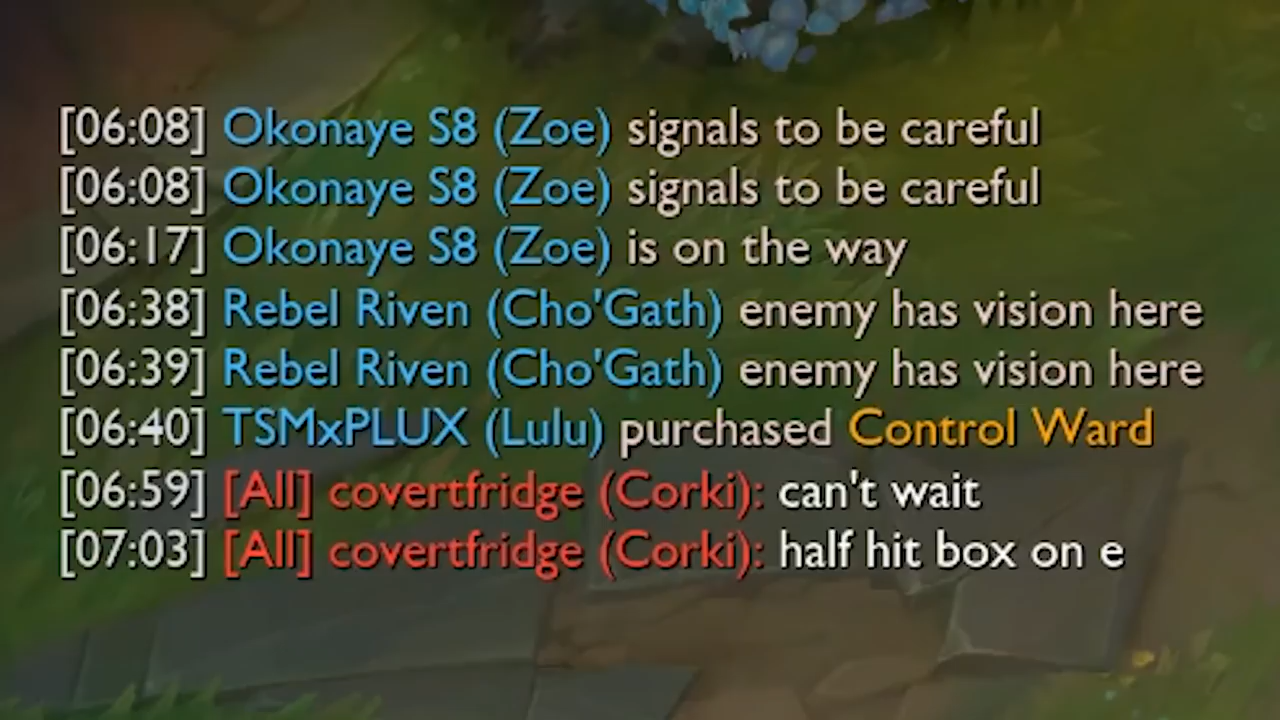 [06:08] Okonaye S8 (Zoe) signals to be careful
[06:08] Okonaye S8 (Zoe) signals to be careful
[06:17] Okonaye S8 (Zoe) is on the way
[06:38] Rebel Riven (Cho'Gath) enemy has vision here
[06:39] Rebel Riven (Cho'Gath) enemy has vision here
[06:40] TSMxPLUX (Lulu) purchased Control Ward
[06:59] [All] covertfridge (Corki): can't wait
[07:03] [All] covertfridge (Corki): half hit box on e